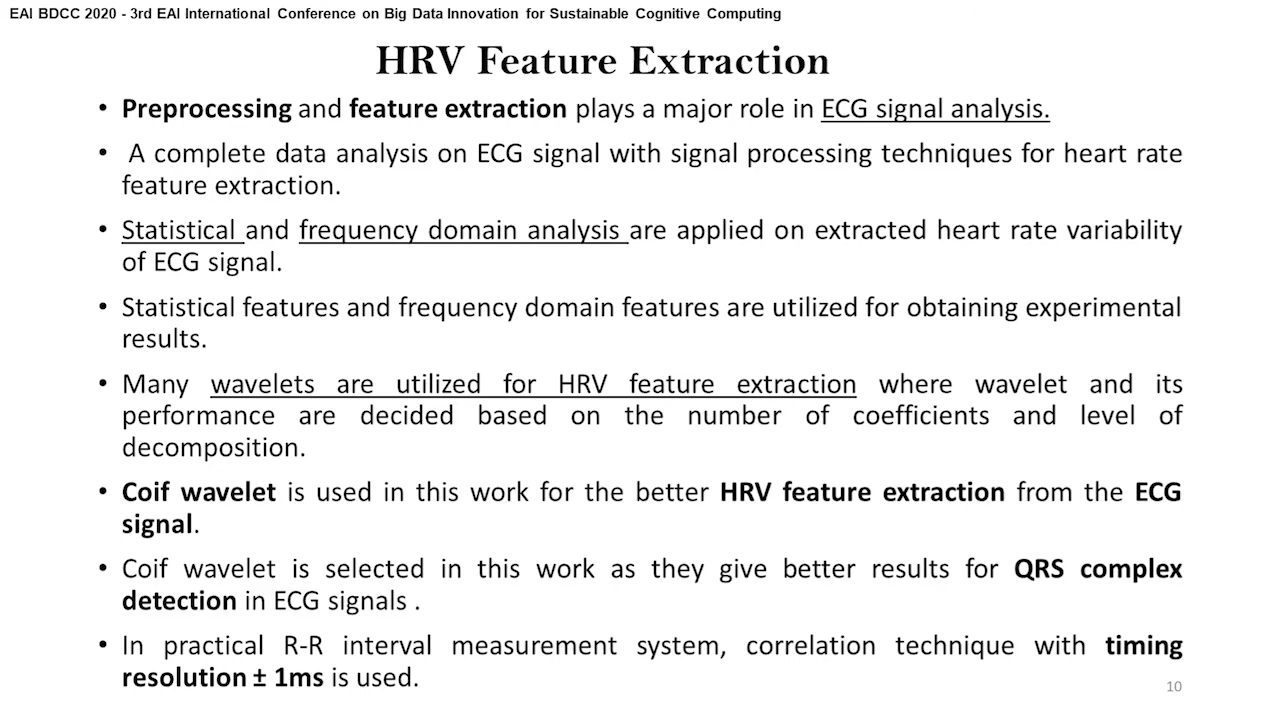 EAI BDCC 2020 - 3rd EAI International Conference on Big Data Innovation for Sustainable Cognitive Computing
HRV Feature Extraction
• Preprocessing and feature extraction plays a major role in ECG signal analysis.
• A complete data analysis on ECG signal with signal processing techniques for heart rate
feature extraction.
• Statistical and frequency domain analysis are applied on extracted heart rate variability
of ECG signal.
• Statistical features and frequency domain features are utilized for obtaining experimental
results.
• Many wavelets are utilized for HRV feature extraction where wavelet and its
performance are decided based on the number of coefficients and level of
decomposition.
• Coif wavelet is used in this work for the better HRV feature extraction from the ECG
signal.
• Coif wavelet is selected in this work as they give better results for QRS complex
detection in ECG signals .
• In practical R-R interval measurement system, correlation technique with timing
resolution ± 1ms is used.
10